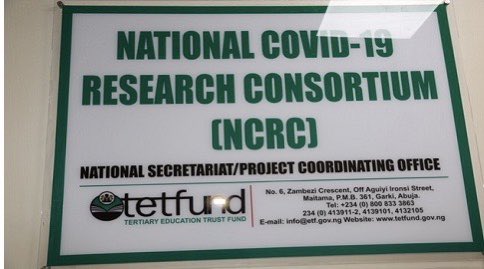 NATIONAL COVID-19
RESEARCH CONSORTIUM
(NCRC)
NATIONAL SECRETARIAT/PROJECT COORDINATING OFFICE
tetfund
TERTIARY EDUCATION TRUST FUND
No. 6, Zambezi Crescent, Off Aguiyi Ironsi Street,
Maitama, P.M.B. 361, Garki, Abuja.
Tel: +234 (0) 800 833 3863
234 (0) 413911-2, 4139101, 4132105
E-mail: info@etf.gov.ng Website: www.tetfund.gov.ng